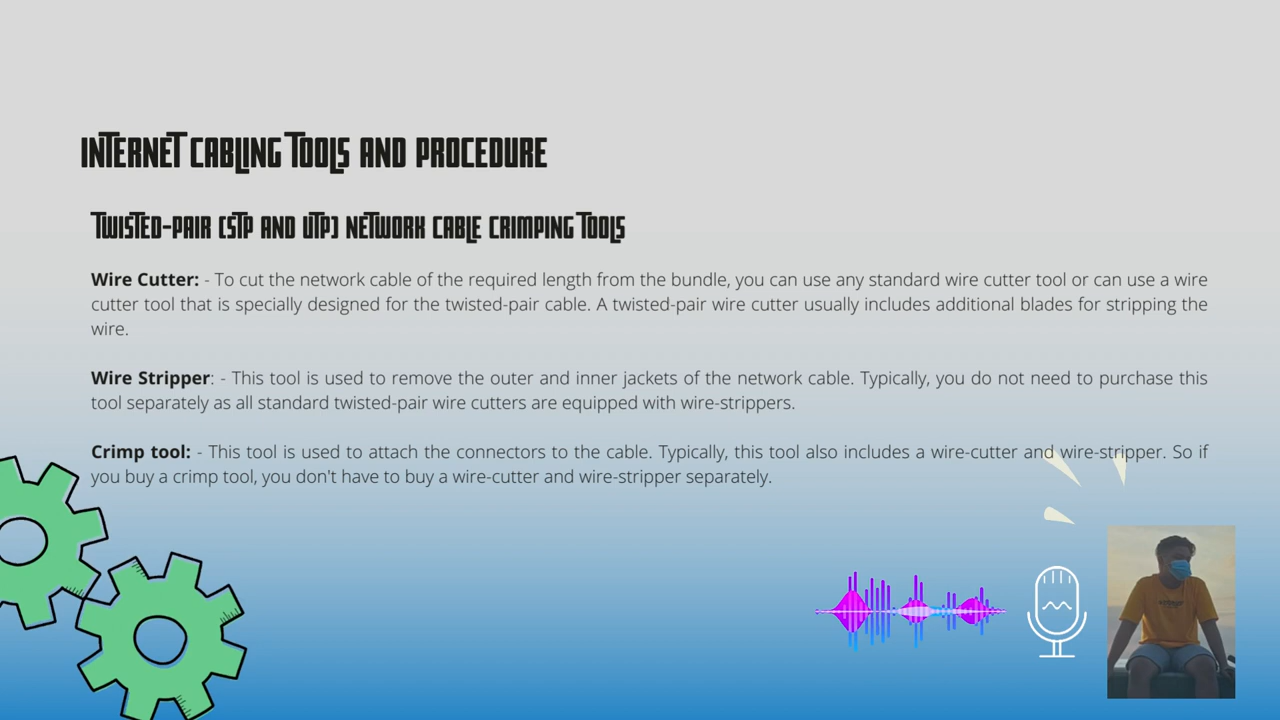 INTERNET CABLING TOOLS AND PROCEDURE
TWISTED-PAIR (STP AND UTP) NETWORK CABLE CRIMPING TOOLS
Wire Cutter: - To cut the network cable of the required length from the bundle, you can use any standard wire cutter tool or can use a wire
cutter tool that is specially designed for the twisted-pair cable. A twisted-pair wire cutter usually includes additional blades for stripping the
wire.
Wire Stripper: - This tool is used to remove the outer and inner jackets of the network cable. Typically, you do not need to purchase this
tool separately as all standard twisted-pair wire cutters are equipped with wire-strippers.
Crimp tool: - This tool is used to attach the connectors to the cable. Typically, this tool also includes a wire-cutter and wire-stripper. So if
you buy a crimp tool, you don't have to buy a wire-cutter and wire-stripper separately.